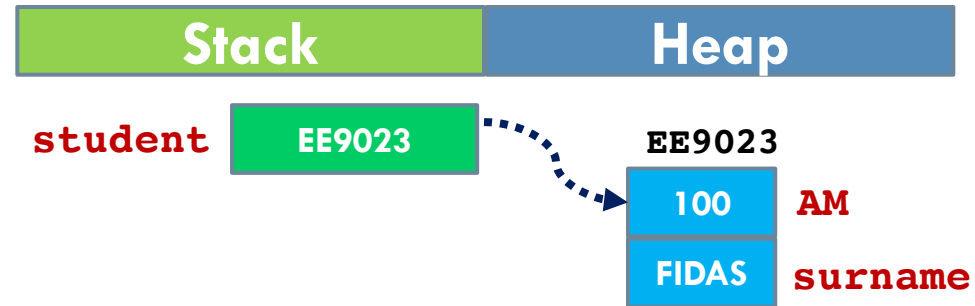 Stack Heap
student EE9023 EE9023
100 AM
FIDAS surname